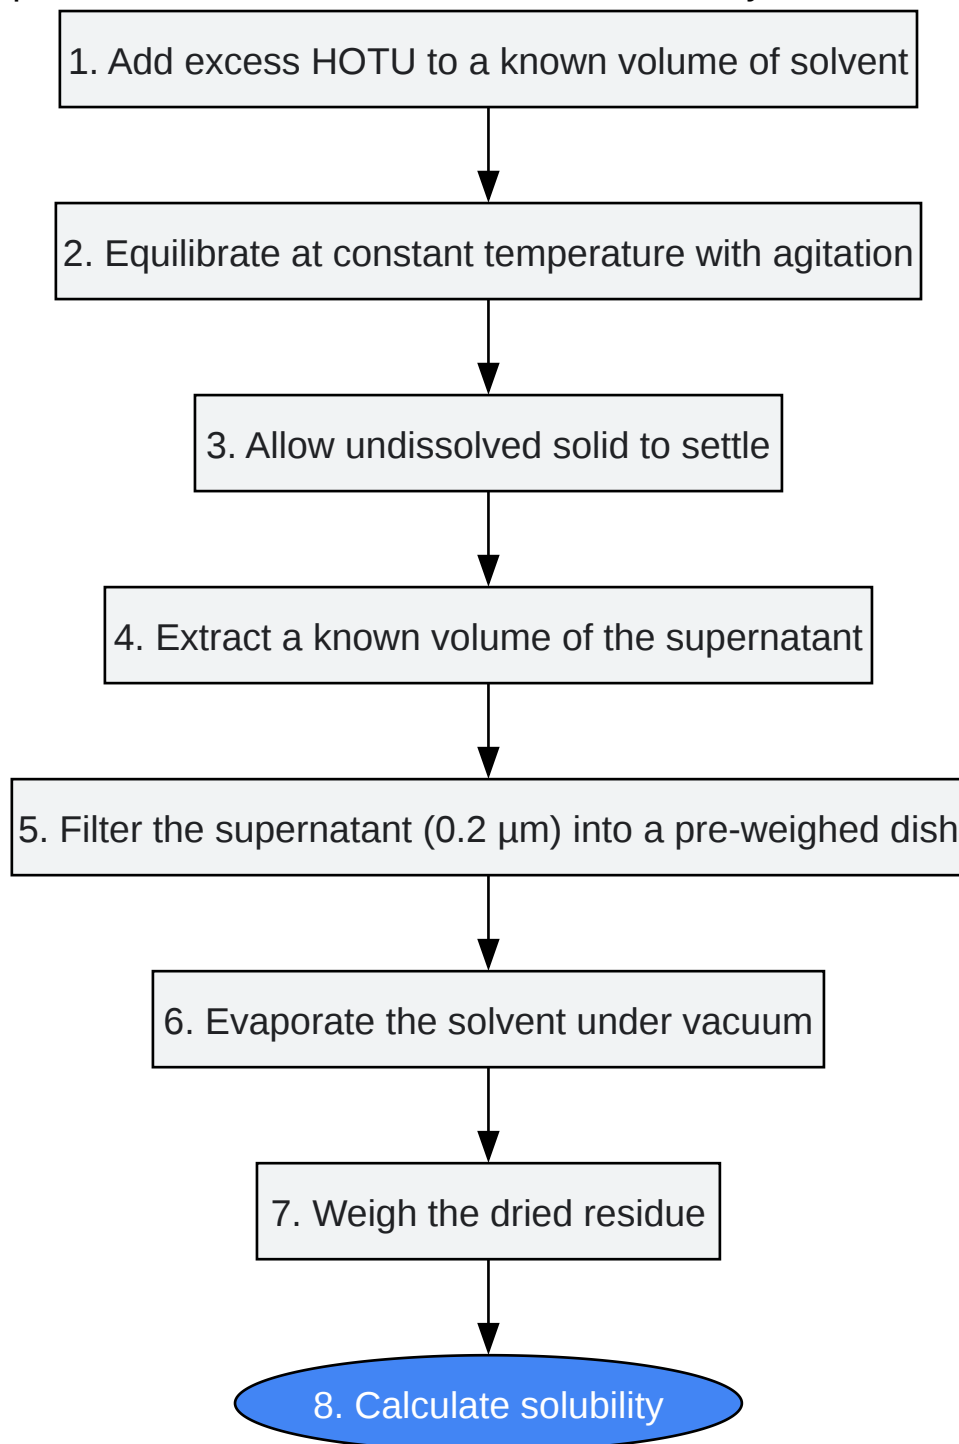 1. Add excess HOTU to a known volume of solvent
2. Equilibrate at constant temperature with agitation
3. Allow undissolved solid to settle
4. Extract a known volume of the supernatant
5. Filter the supernatant (0.2 µm) into a pre-weighed dish
6. Evaporate the solvent under vacuum
7. Weigh the dried residue
8. Calculate solubility